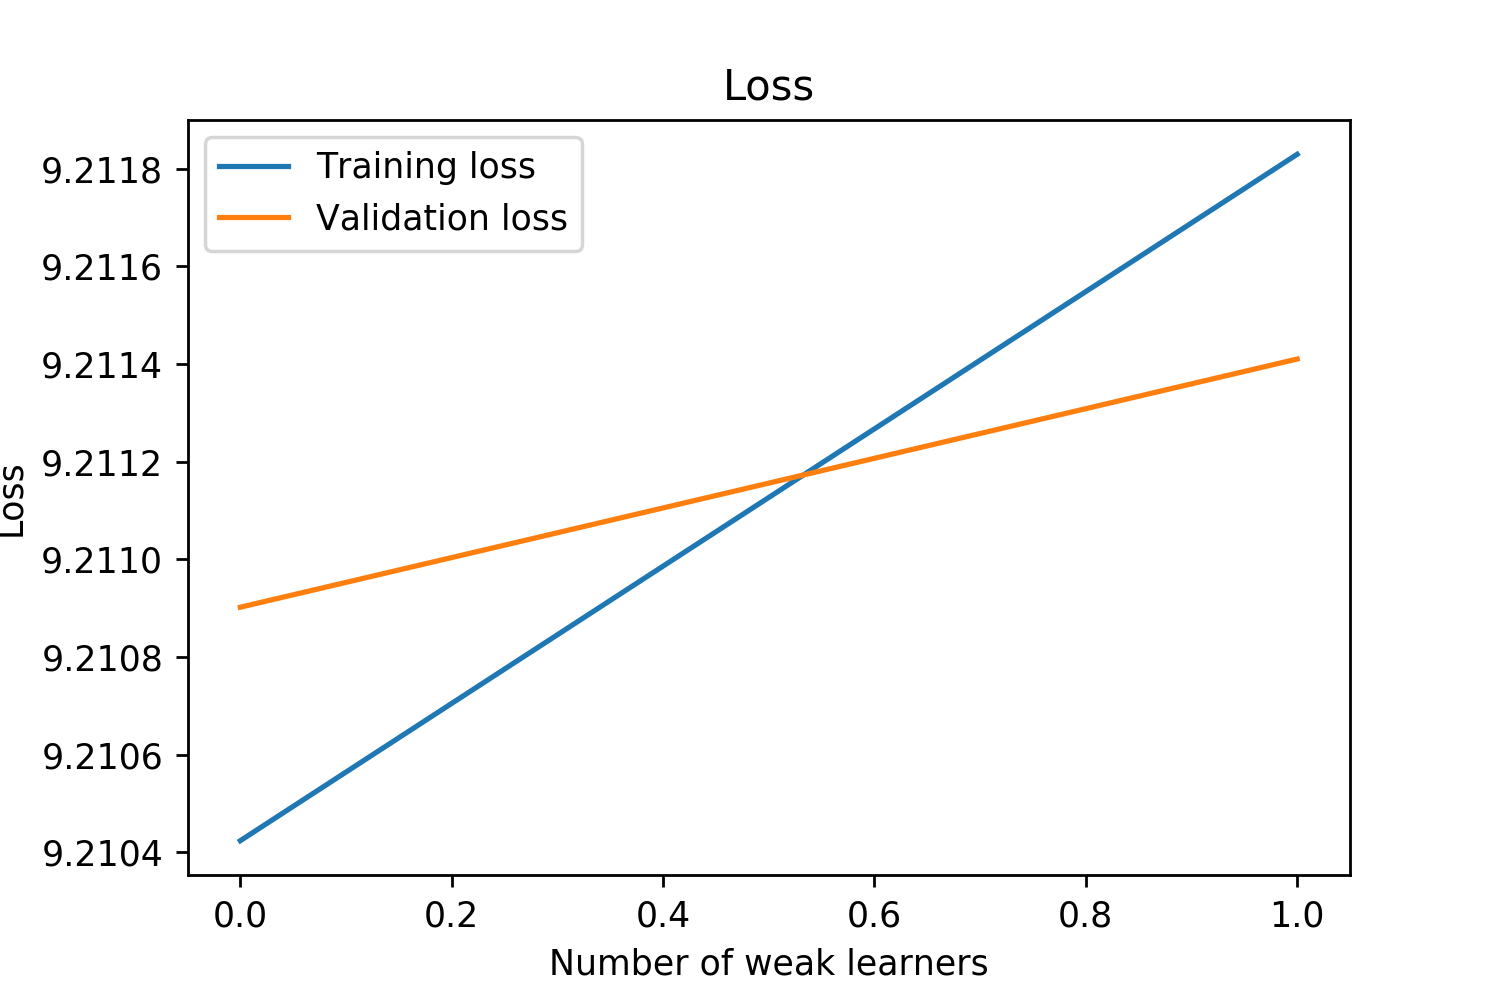 Loss
Training loss
Validation loss
9.2118
9.2116
9.2114
9.2112
9.2110
9.2108
9.2106
9.2104
Loss
0.0 0.2 0.4 0.6 0.8 1.0
Number of weak learners